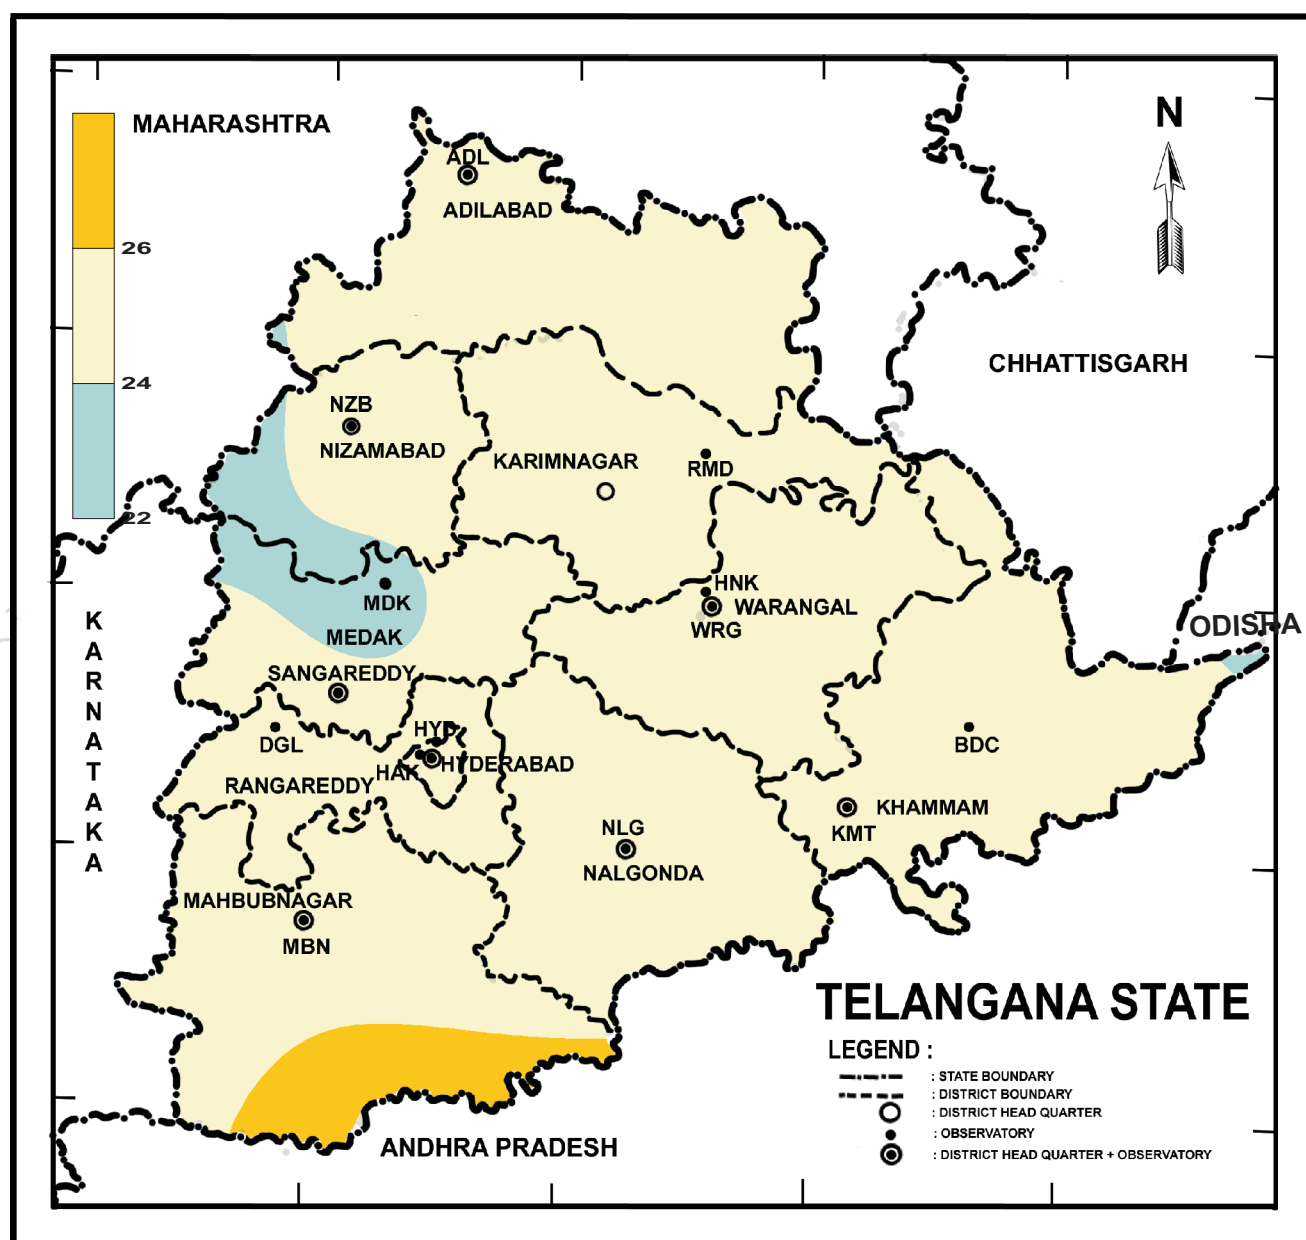 N
MAHARASHTRA
ADL
ADILABAD
26
CHHATTISGARH
24
NZB
NIZAMABAD
KARIMNAGAR
RMD
22
HNK
MDK
WARANGAL
WRG
ODISHA
MEDAK
KARNATAKA
SANGAREDDY
HYD
DGL
BDC
HAK
HYDERABAD
RANGAREDDY
KHAMMAM
NLG
KMT
NALGONDA
MAHBUBNAGAR
MBN
TELANGANA STATE
LEGEND :
: STATE BOUNDARY
: DISTRICT BOUNDARY
: DISTRICT HEAD QUARTER
: OBSERVATORY
: DISTRICT HEAD QUARTER + OBSERVATORY
ANDHRA PRADESH